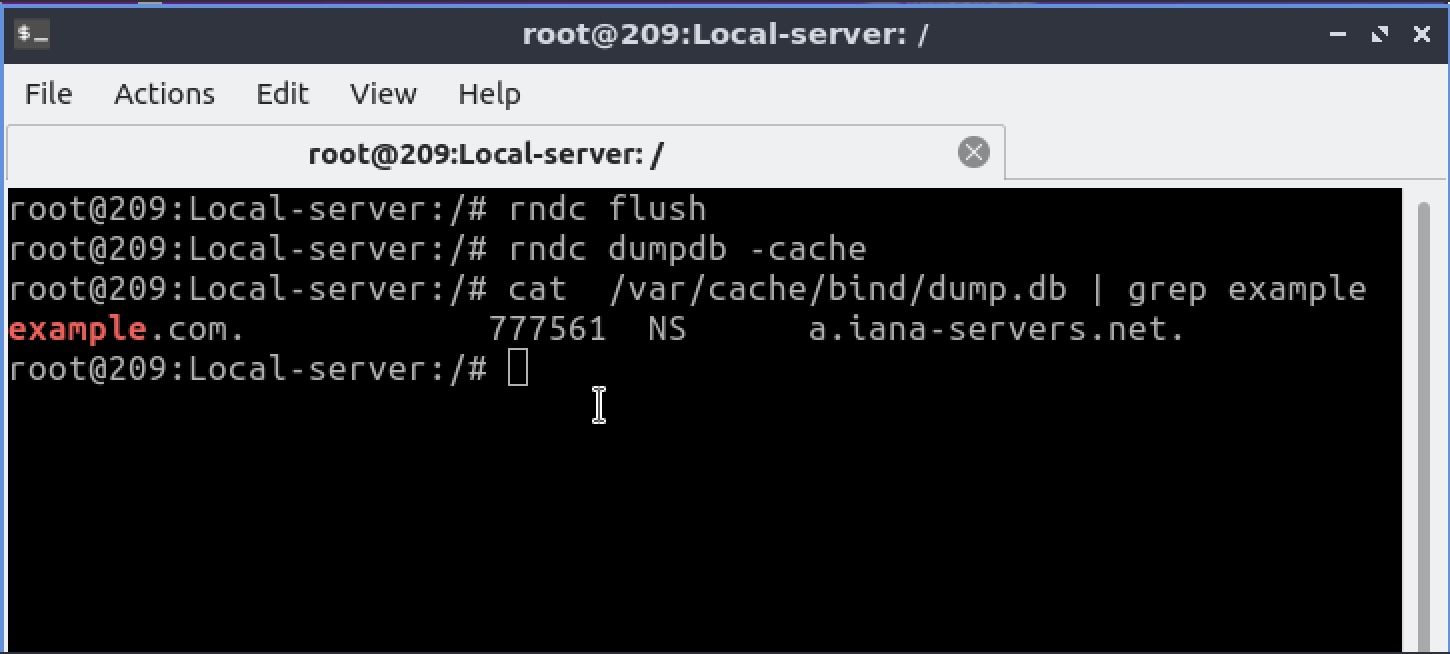 $_ root@209:Local-server: /
File Actions Edit View Help
root@209:Local-server: /
root@209:Local-server:/# rndc flush
root@209:Local-server:/# rndc dumpdb -cache
root@209:Local-server:/# cat  /var/cache/bind/dump.db | grep example
example.com.            777561  NS      a.iana-servers.net.
root@209:Local-server:/#